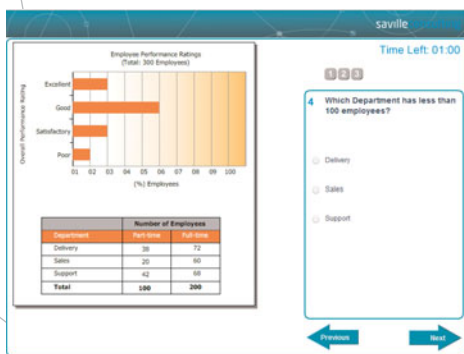 saville
Time Left: 01:00
Employee Performance Ratings
(Total: 300 Employees)
Overall Performance Rating
Excellent
Good
Satisfactory
Poor
01 02 03 04 05 06 07 08 09 100
(%) Employees
Number of Employees
Department Part-time Full-time
Delivery 38 72
Sales 20 60
Support 42 68
Total 100 200
1 2 3
4 Which Department has less than
100 employees?
Delivery
Sales
Support
Previous
Next